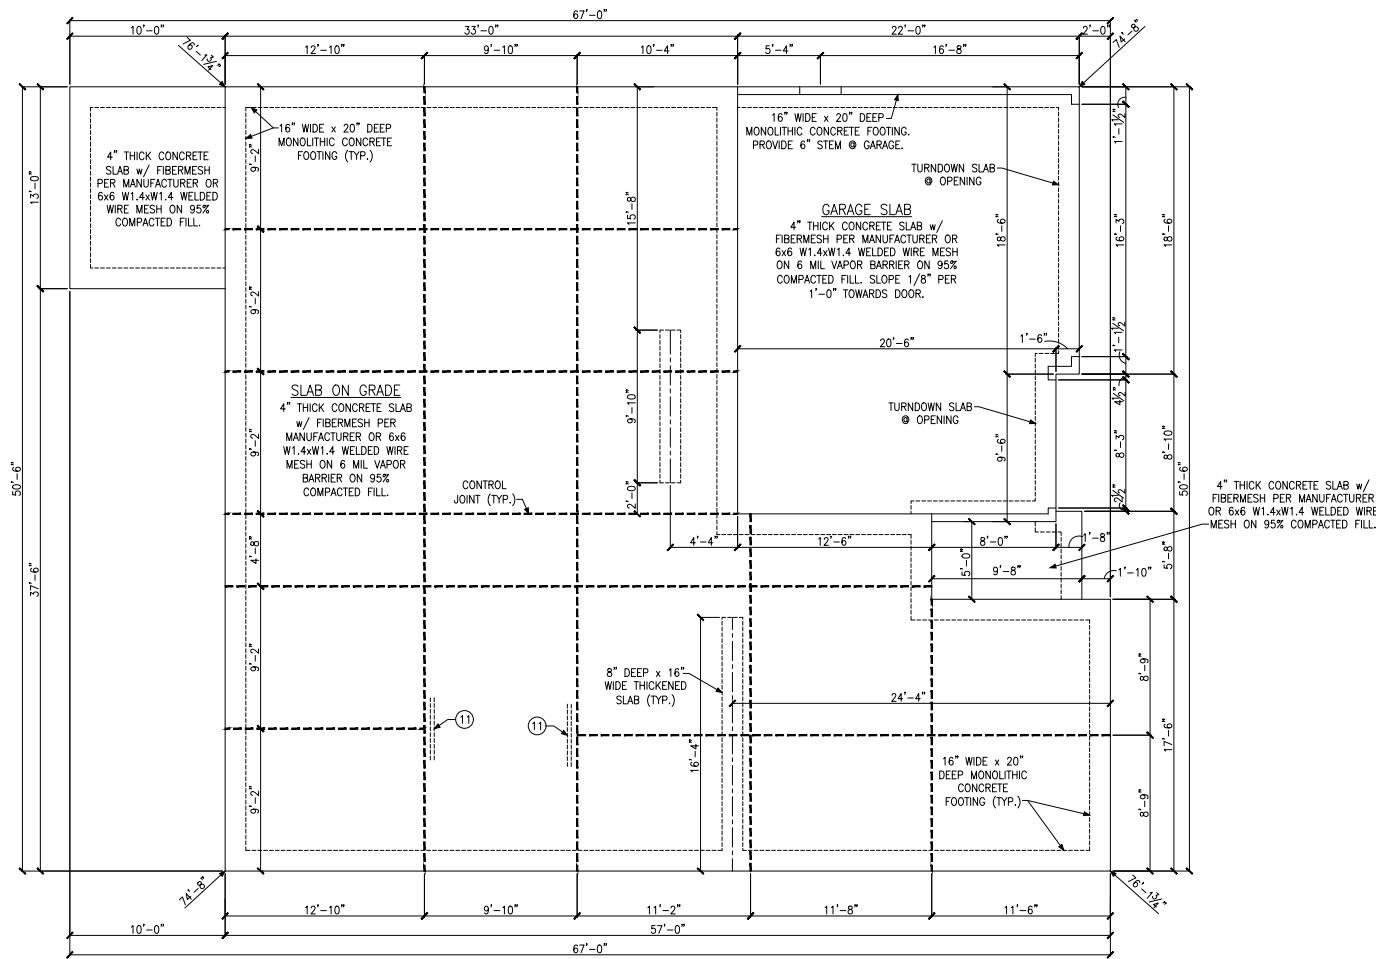 67'-0"
10'-0"
33'-0"
22'-0"
2'-0"
76'-1¾"
12'-10"
9'-10"
10'-4"
5'-4"
16'-8"
74'-8"
16" WIDE x 20" DEEP
MONOLITHIC CONCRETE
FOOTING (TYP.)
16" WIDE x 20" DEEP
MONOLITHIC CONCRETE FOOTING.
PROVIDE 6" STEM @ GARAGE.
1'-1½"
4" THICK CONCRETE
SLAB w/ FIBERMESH
PER MANUFACTURER OR
6x6 W1.4xW1.4 WELDED
WIRE MESH ON 95%
COMPACTED FILL.
9'-2"
13'-0"
TURNDOWN SLAB
@ OPENING
15'-8"
GARAGE SLAB
4" THICK CONCRETE SLAB w/
FIBERMESH PER MANUFACTURER OR
6x6 W1.4xW1.4 WELDED WIRE MESH
ON 6 MIL VAPOR BARRIER ON 95%
COMPACTED FILL. SLOPE 1/8" PER
1'-0" TOWARDS DOOR.
18'-6"
16'-3"
18'-6"
9'-2"
20'-6"
1'-6"
1'-1½"
SLAB ON GRADE
4" THICK CONCRETE SLAB
w/ FIBERMESH PER
MANUFACTURER OR 6x6
W1.4xW1.4 WELDED WIRE
MESH ON 6 MIL VAPOR
BARRIER ON 95%
COMPACTED FILL.
9'-2"
9'-10"
TURNDOWN SLAB
@ OPENING
9'-6"
4½"
8'-3"
8'-10"
50'-6"
50'-6"
CONTROL
JOINT (TYP.)
2'-0"
2½"
4" THICK CONCRETE SLAB w/
FIBERMESH PER MANUFACTURER
OR 6x6 W1.4xW1.4 WELDED WIRE
MESH ON 95% COMPACTED FILL.
4'-4"
12'-6"
8'-0"
1'-8"
4'-8"
5'-0"
9'-8"
1'-10"
5'-8"
37'-6"
9'-2"
8" DEEP x 16"
WIDE THICKENED
SLAB (TYP.)
24'-4"
8'-9"
11
11
16'-4"
17'-6"
16" WIDE x 20"
DEEP MONOLITHIC
CONCRETE
FOOTING (TYP.)
9'-2"
8'-9"
74'-8"
76'-1¾"
12'-10"
9'-10"
11'-2"
11'-8"
11'-6"
10'-0"
57'-0"
67'-0"